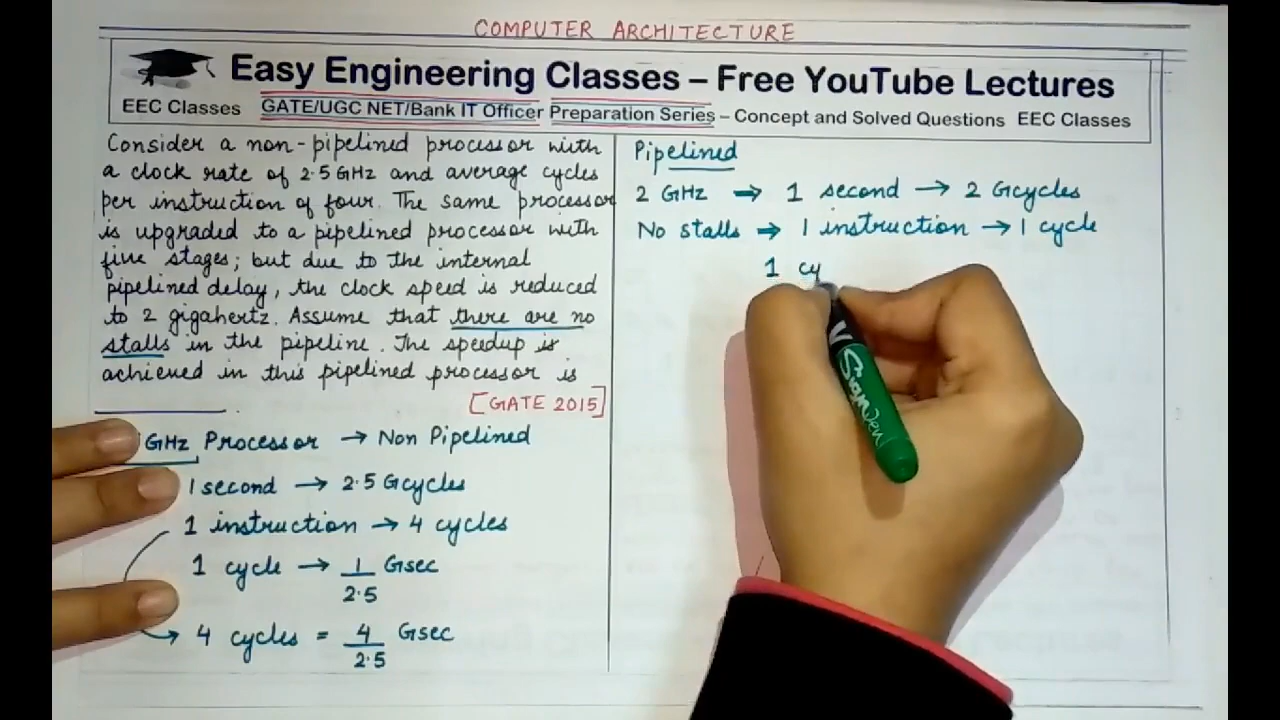 COMPUTER ARCHITECTURE
Easy Engineering Classes – Free YouTube Lectures
EEC Classes GATE/UGC NET/Bank IT Officer Preparation Series – Concept and Solved Questions EEC Classes
Consider a non-pipelined processor with
a clock rate of 2.5 GHz and average cycles
per instruction of four. The same processor
is upgraded to a pipelined processor with
five stages; but due to the internal
pipelined delay, the clock speed is reduced
to 2 gigahertz. Assume that there are no
stalls in the pipeline. The speedup is
achieved in this pipelined processor is
______.
[GATE 2015]
GHz Processor → Non Pipelined
1 second → 2.5 Gcycles
1 instruction → 4 cycles
1 cycle → 1/2.5 Gsec
→ 4 cycles = 4/2.5 Gsec
Pipelined
2 GHz → 1 second → 2 Gcycles
No stalls → 1 instruction → 1 cycle
1 cy
Sign Pen